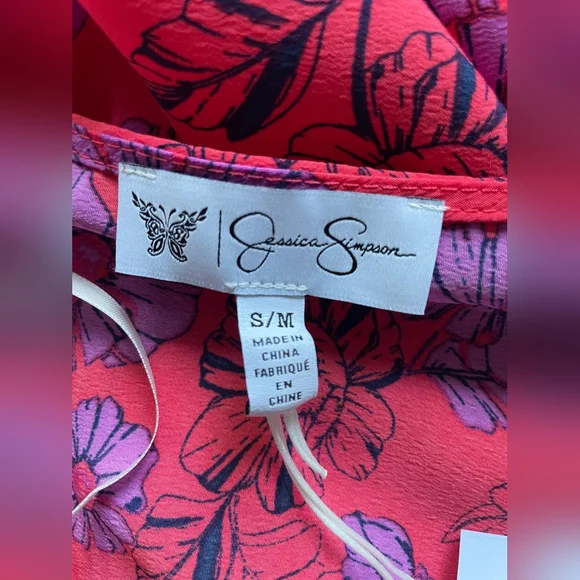 Jessica Simpson
S/M
MADE IN
CHINA
FABRIQUÉ
EN
CHINE